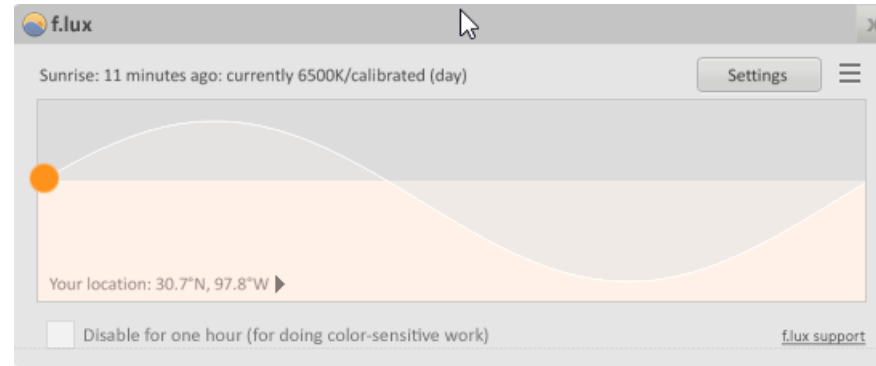 f.lux
Sunrise: 11 minutes ago: currently 6500K/calibrated (day)
Settings
Your location: 30.7°N, 97.8°W
Disable for one hour (for doing color-sensitive work)
f.lux support